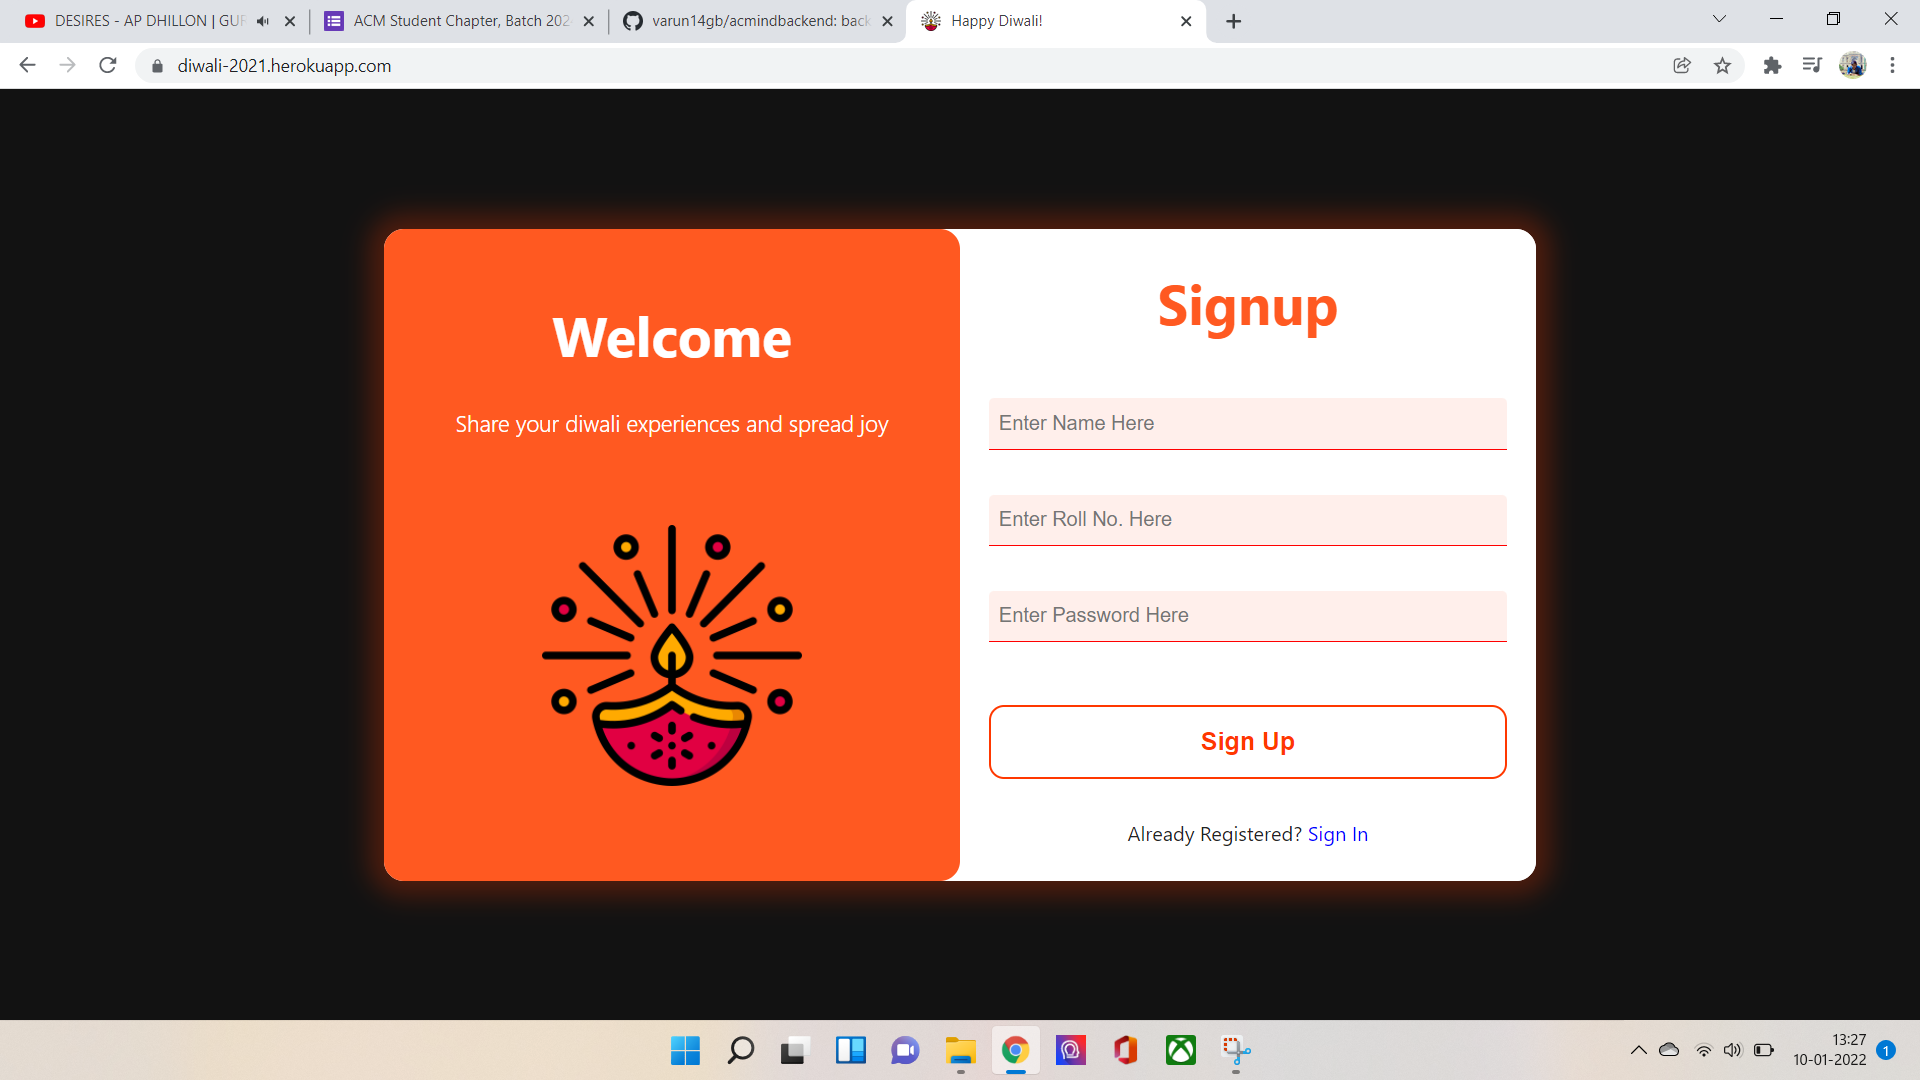 DESIRES - AP DHILLON | GUR
ACM Student Chapter, Batch 202
varun14gb/acmindbackend: back
Happy Diwali!
diwali-2021.herokuapp.com
Welcome
Share your diwali experiences and spread joy
Signup
Enter Name Here
Enter Roll No. Here
Enter Password Here
Sign Up
Already Registered? Sign In
13:27
10-01-2022
1